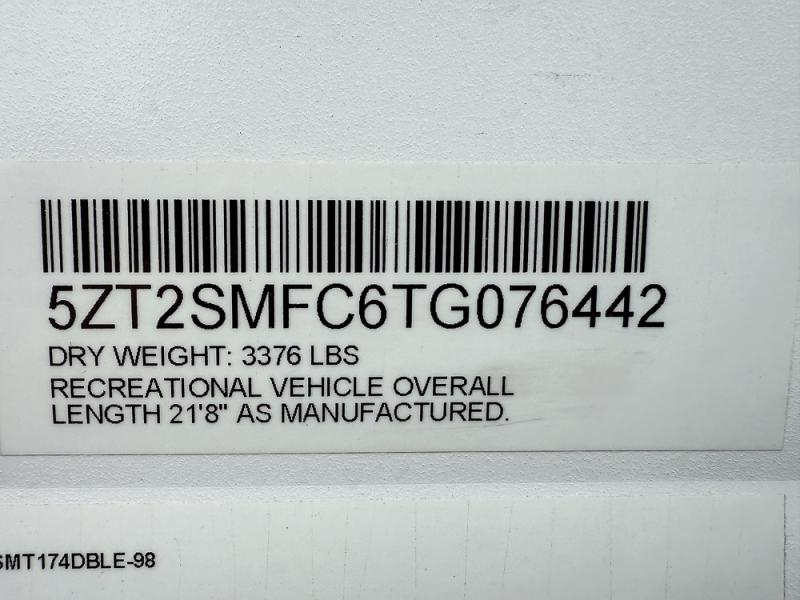 5ZT2SMFC6TG076442
DRY WEIGHT: 3376 LBS
RECREATIONAL VEHICLE OVERALL
LENGTH 21'8" AS MANUFACTURED.
SMT174DBLE-98